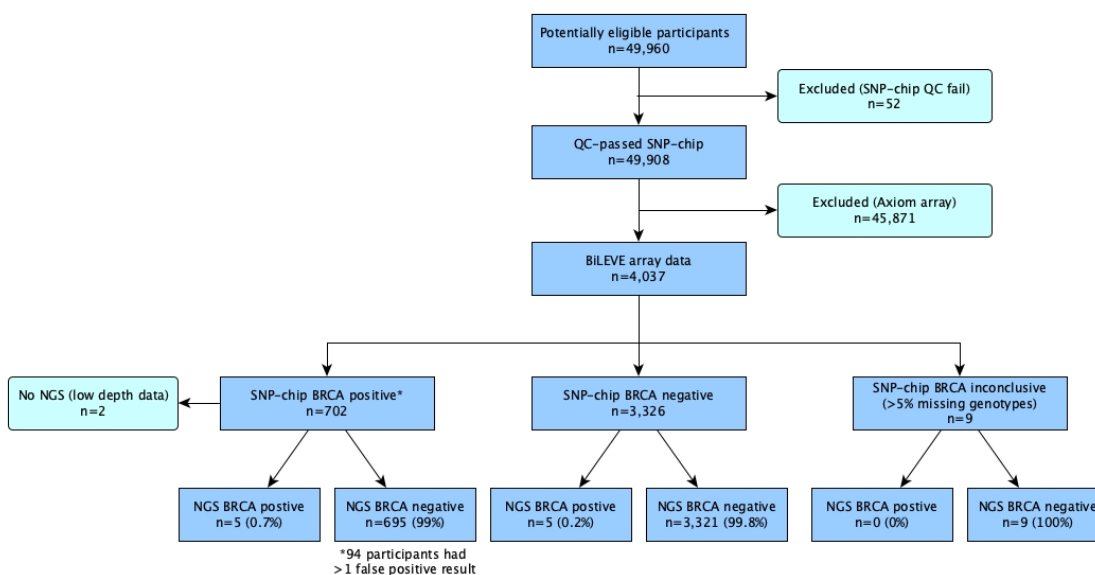 Potentially eligible participants
n=49,960
Excluded (SNP-chip QC fail)
n=52
QC-passed SNP-chip
n=49,908
Excluded (Axiom array)
n=45,871
BiLEVE array data
n=4,037
No NGS (low depth data)
n=2
SNP-chip BRCA positive*
n=702
SNP-chip BRCA negative
n=3,326
SNP-chip BRCA inconclusive
(>5% missing genotypes)
n=9
NGS BRCA postive
n=5 (0.7%)
NGS BRCA negative
n=695 (99%)
NGS BRCA postive
n=5 (0.2%)
NGS BRCA negative
n=3,321 (99.8%)
NGS BRCA postive
n=0 (0%)
NGS BRCA negative
n=9 (100%)
*94 participants had
>1 false positive result